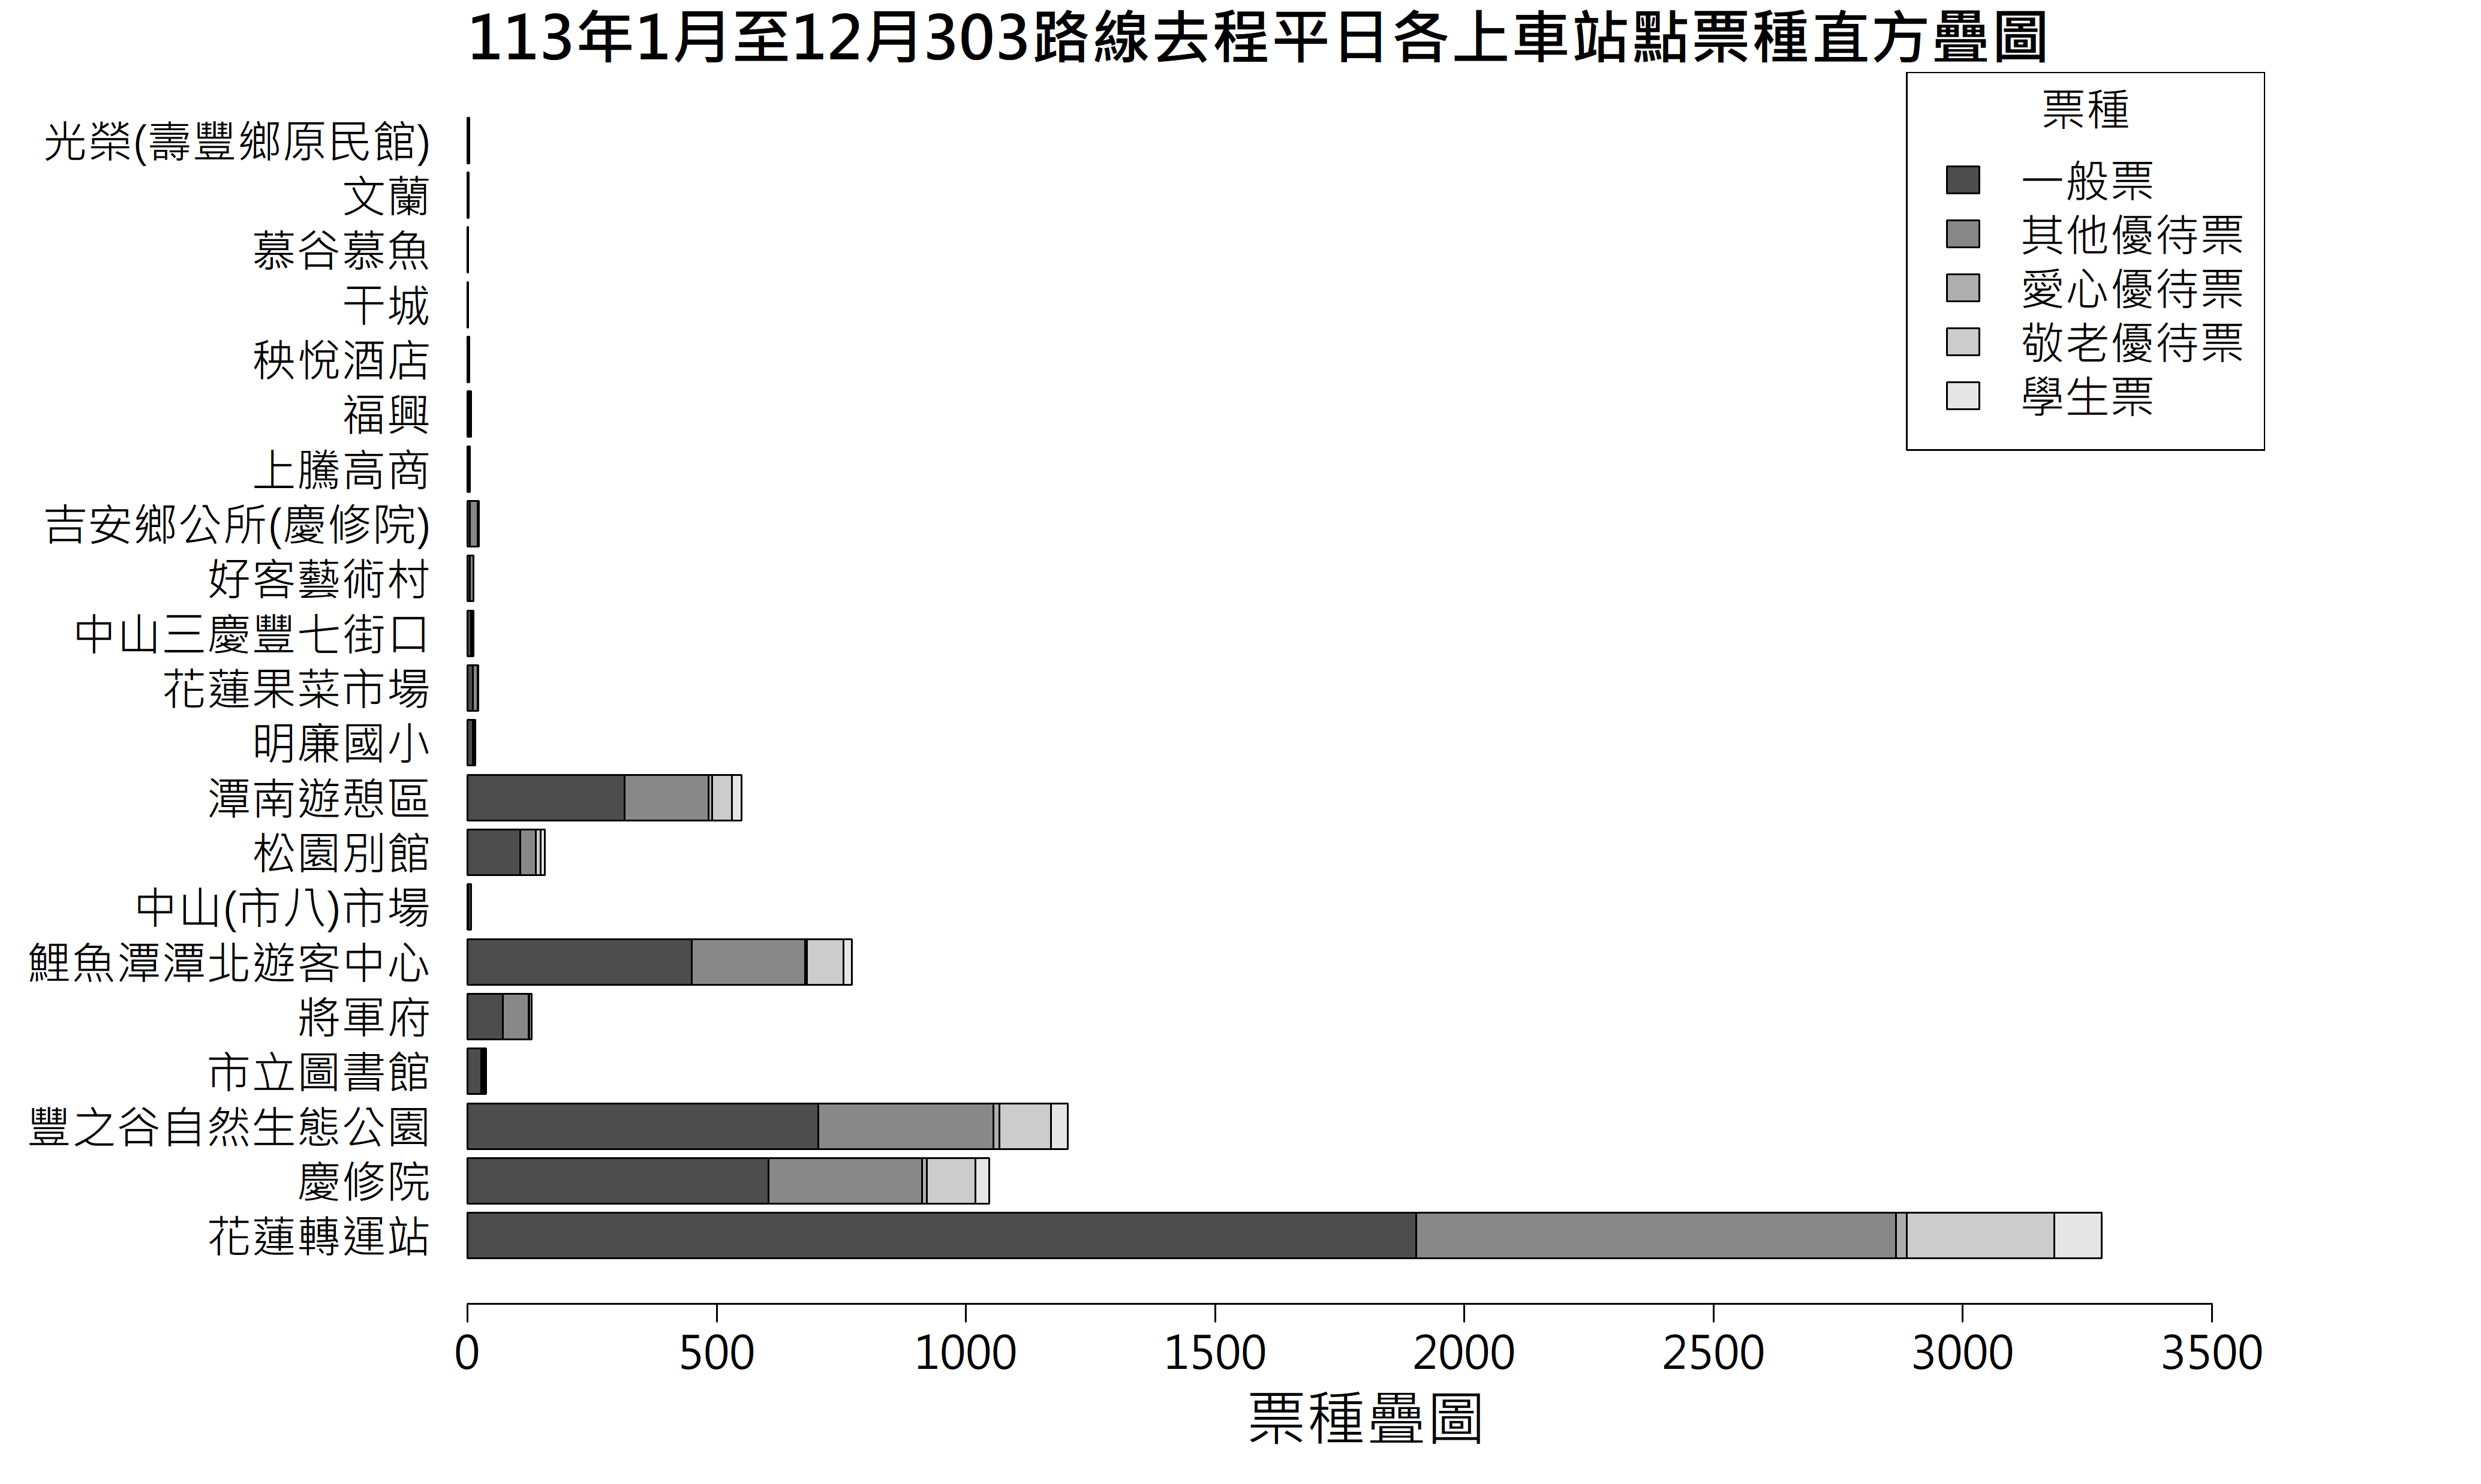 113年1月至12月303路線去程平日各上車站點票種直方疊圖
票種
一般票
其他優待票
愛心優待票
敬老優待票
學生票
光榮(壽豐鄉原民館)
文蘭
慕谷慕魚
干城
秧悅酒店
福興
上騰高商
吉安鄉公所(慶修院)
好客藝術村
中山三慶豐七街口
花蓮果菜市場
明廉國小
潭南遊憩區
松園別館
中山(市八)市場
鯉魚潭潭北遊客中心
將軍府
市立圖書館
豐之谷自然生態公園
慶修院
花蓮轉運站
0 500 1000 1500 2000 2500 3000 3500
票種疊圖